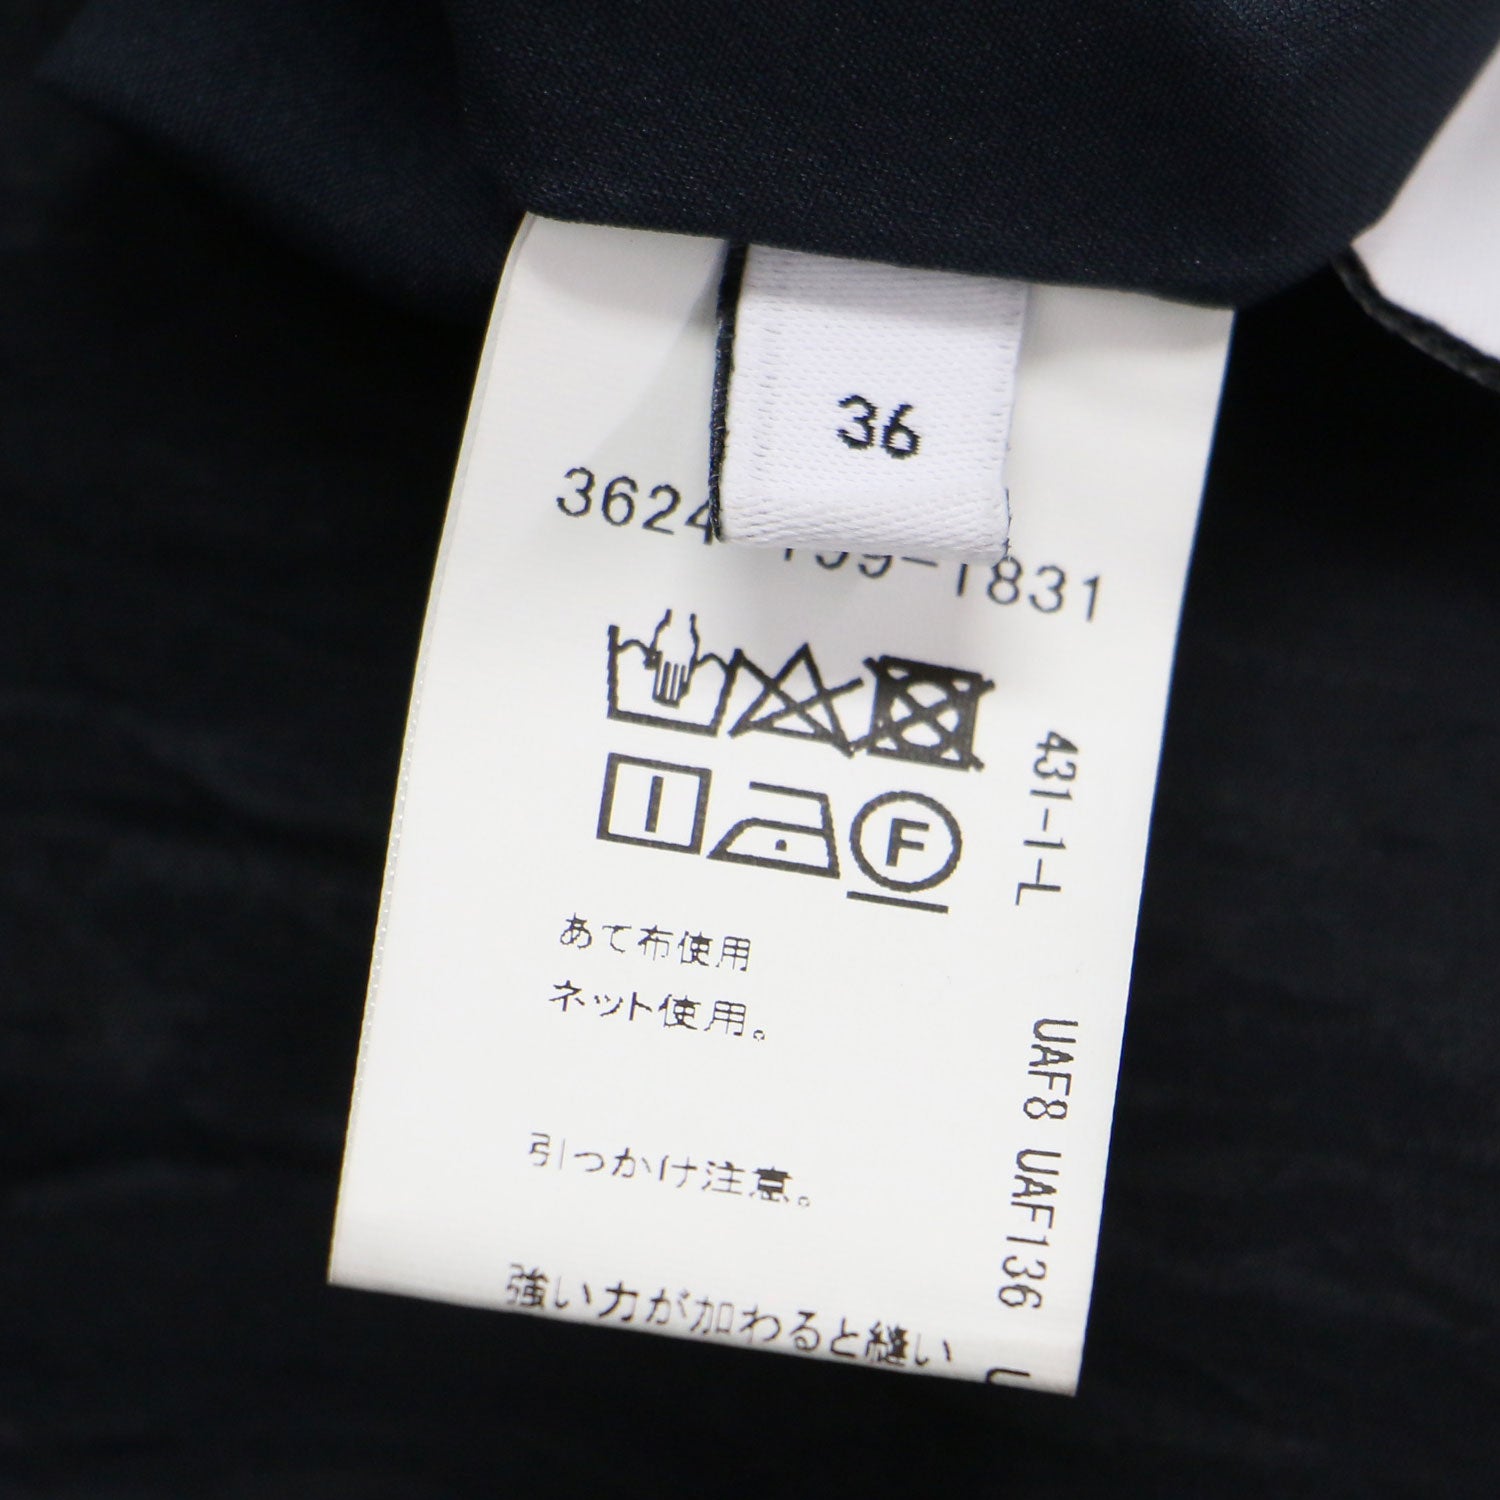 36
3624 199-1831
F
あて布使用
ネット使用。
引っかけ注意。
強い力が加わると縫い
431-1-L
UAF8 UAF136